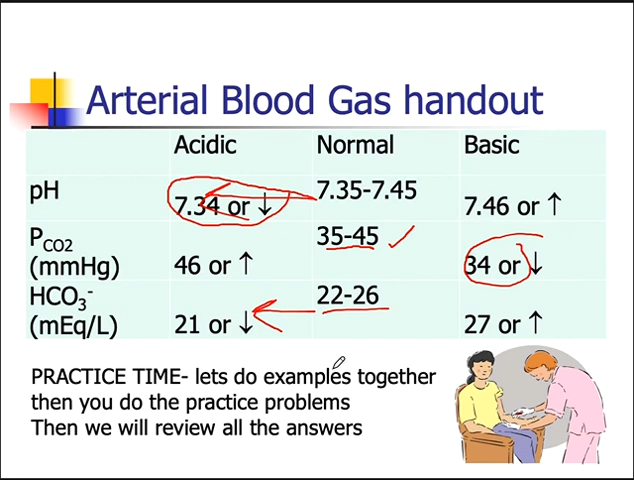 Arterial Blood Gas handout
Acidic Normal Basic
pH 7.34 or ↓ 7.35-7.45 7.46 or ↑
PCO2 (mmHg) 46 or ↑ 35-45 34 or ↓
HCO3- (mEq/L) 21 or ↓ 22-26 27 or ↑
PRACTICE TIME- lets do examples together
then you do the practice problems
Then we will review all the answers